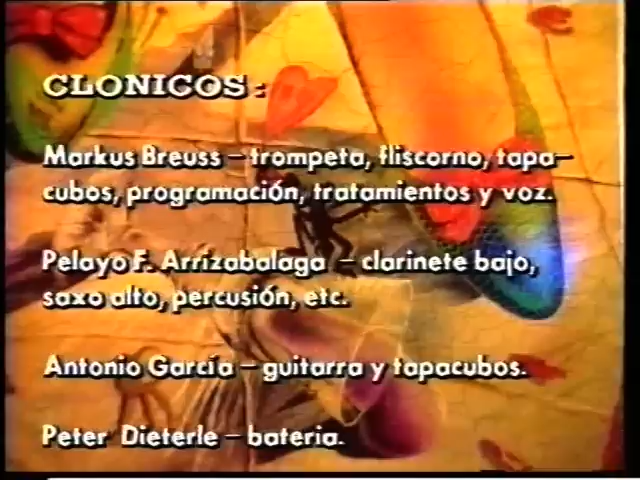 CLONICOS:
Markus Breuss – trompeta, fliscorno, tapa–
cubos, programación, tratamientos y voz.
Pelayo F. Arrizabalaga – clarinete bajo,
saxo alto, percusión, etc.
Antonio García – guitarra y tapacubos.
Peter Dieterle – bateria.